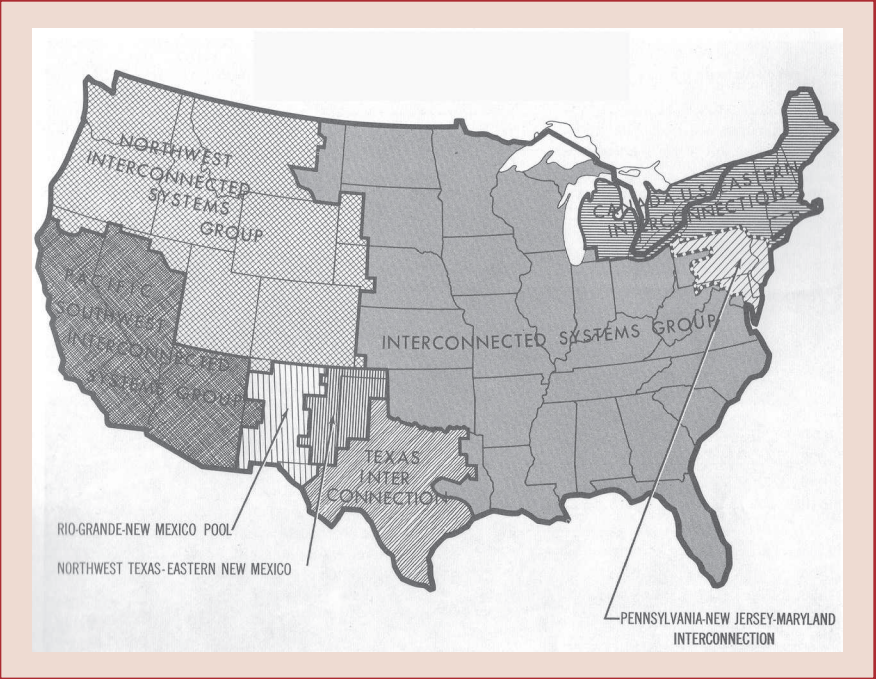 NORTHWEST
INTERCONNECTED
SYSTEMS
GROUP
CANADA U.S. EASTERN
INTERCONNECTION
PACIFIC
SOUTHWEST
INTERCONNECTED
SYSTEMS GROUP
INTERCONNECTED SYSTEMS GROUP
TEXAS
INTER
CONNECTION
RIO-GRANDE-NEW MEXICO POOL
NORTHWEST TEXAS-EASTERN NEW MEXICO
PENNSYLVANIA-NEW JERSEY-MARYLAND
INTERCONNECTION